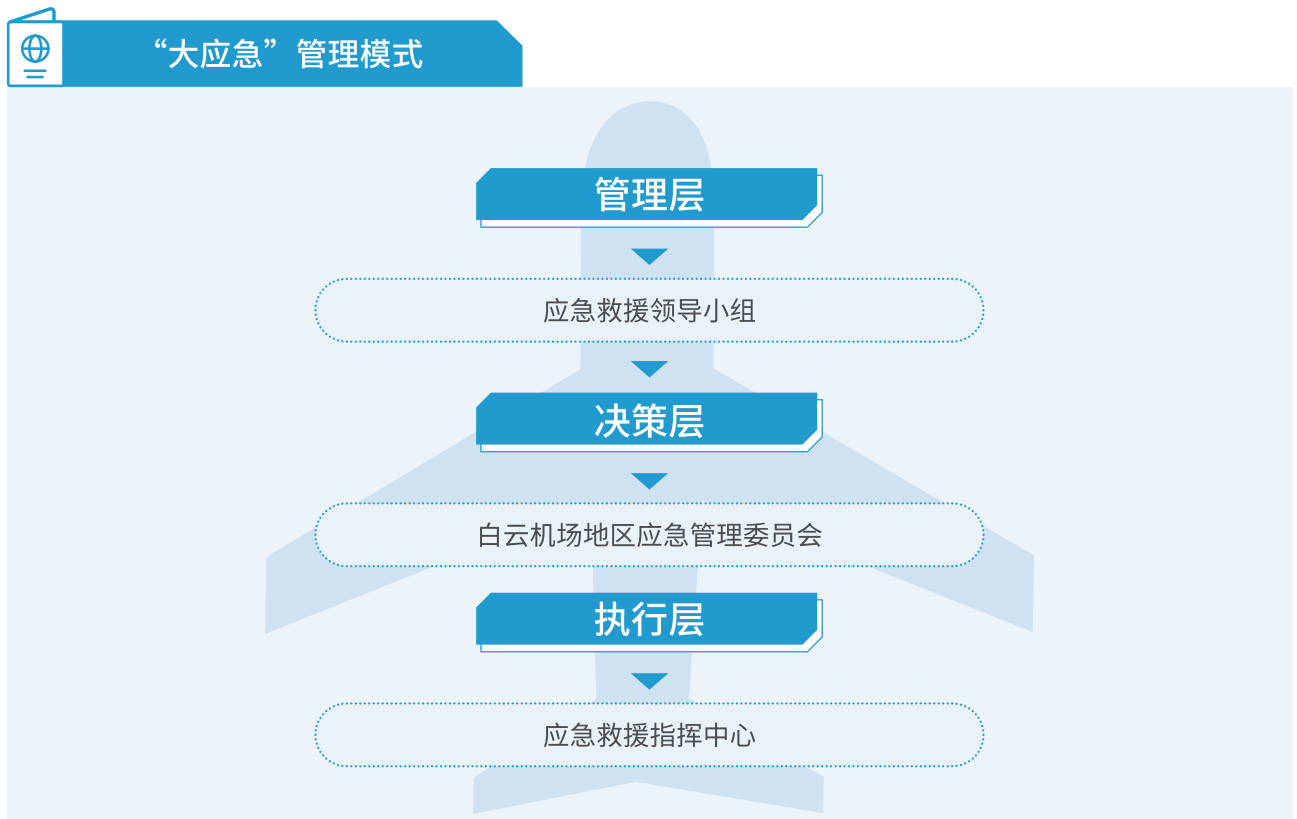 “大应急”管理模式
管理层
应急救援领导小组
决策层
白云机场地区应急管理委员会
执行层
应急救援指挥中心